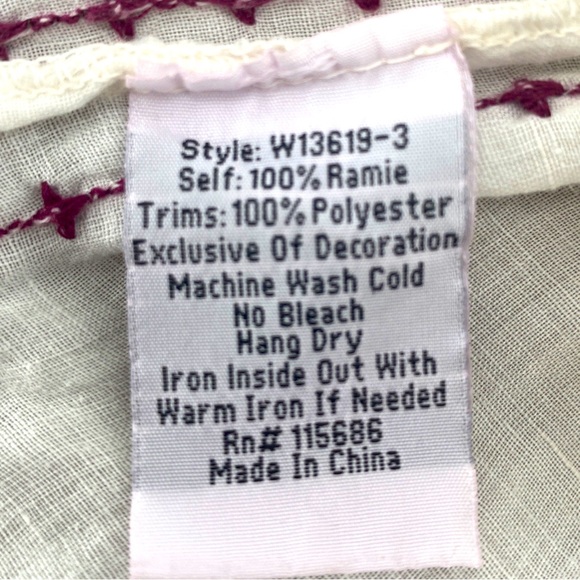 Style: W13619-3
Self: 100% Ramie
Trims: 100% Polyester
Exclusive Of Decoration
Machine Wash Cold
No Bleach
Hang Dry
Iron Inside Out With
Warm Iron If Needed
Rn# 115686
Made In China